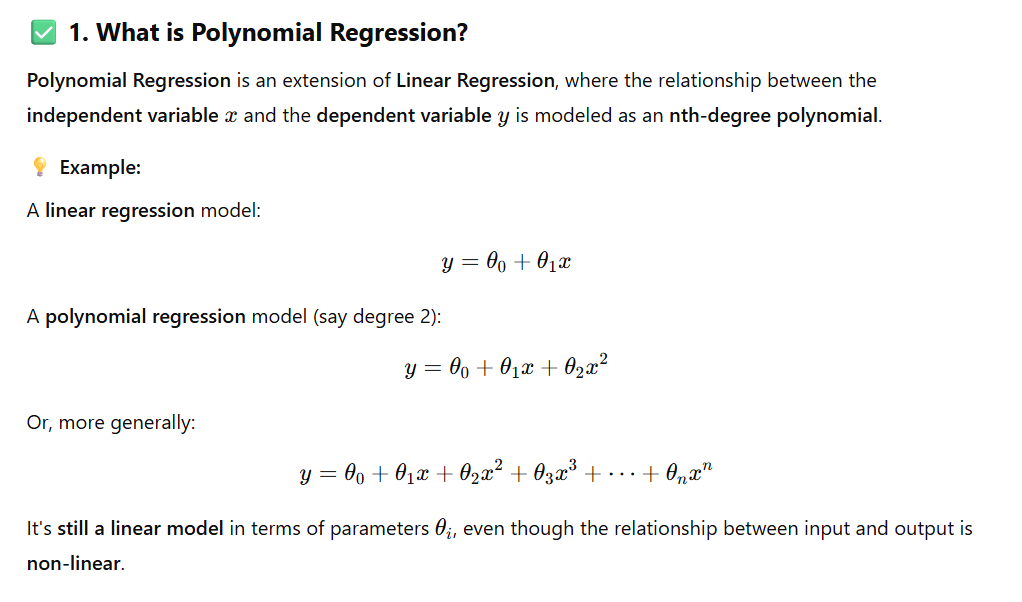 ✅ 1. What is Polynomial Regression?
Polynomial Regression is an extension of Linear Regression, where the relationship between the
independent variable x and the dependent variable y is modeled as an nth-degree polynomial.
💡 Example:
A linear regression model:
y = θ₀ + θ₁x
A polynomial regression model (say degree 2):
y = θ₀ + θ₁x + θ₂x²
Or, more generally:
y = θ₀ + θ₁x + θ₂x² + θ₃x³ + ⋯ + θₙxⁿ
It's still a linear model in terms of parameters θᵢ, even though the relationship between input and output is
non-linear.